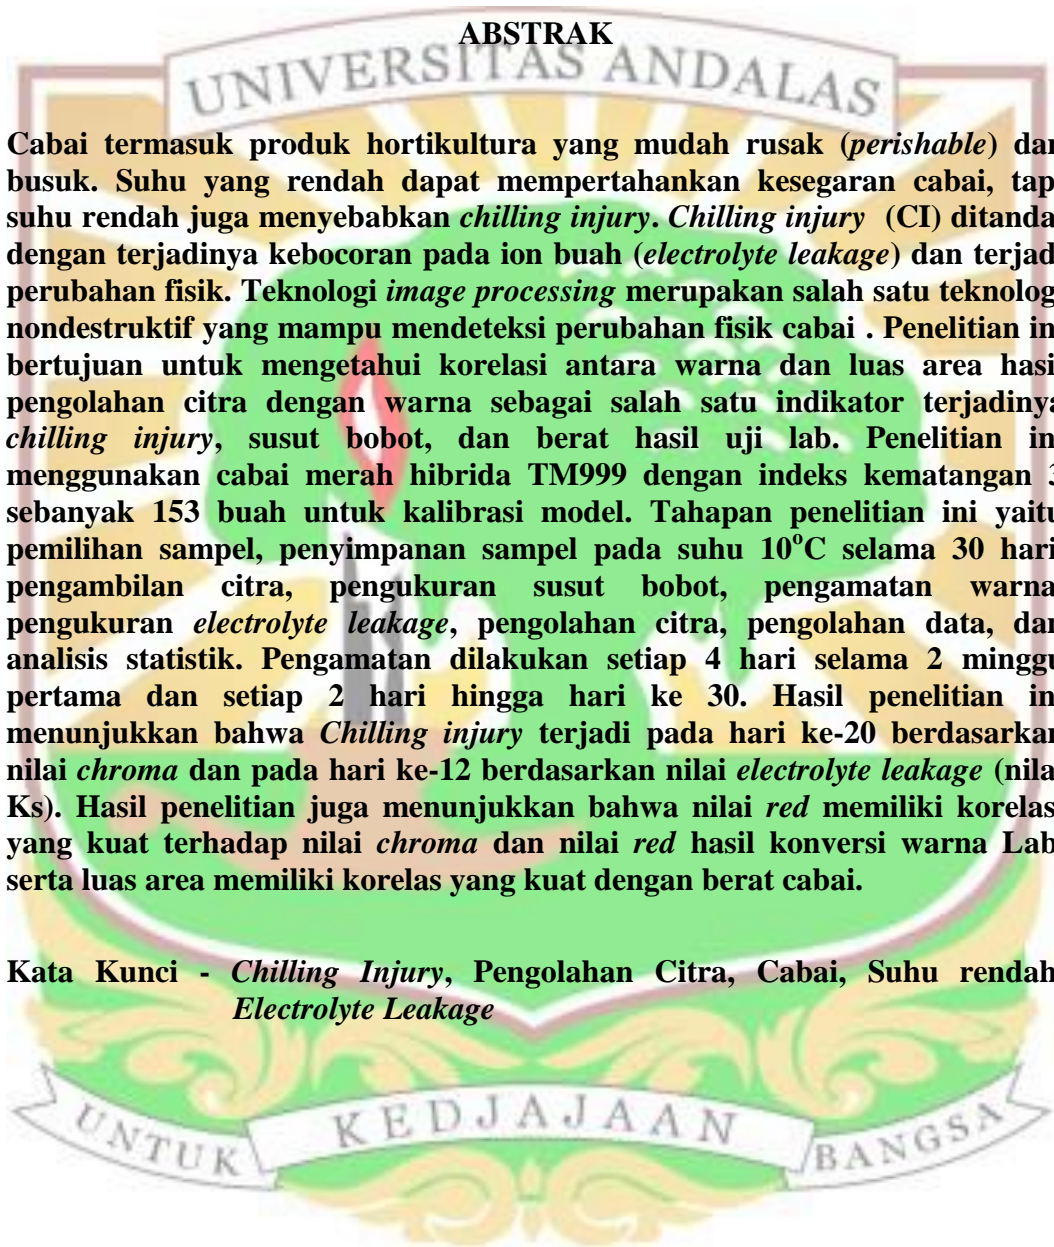 ABSTRAK
UNIVERSITAS ANDALAS
Cabai termasuk produk hortikultura yang mudah rusak (perishable) dan
busuk. Suhu yang rendah dapat mempertahankan kesegaran cabai, tap
suhu rendah juga menyebabkan chilling injury. Chilling injury (CI) ditanda
dengan terjadinya kebocoran pada ion buah (electrolyte leakage) dan terjad
perubahan fisik. Teknologi image processing merupakan salah satu teknolog
nondestruktif yang mampu mendeteksi perubahan fisik cabai . Penelitian in
bertujuan untuk mengetahui korelasi antara warna dan luas area hasi
pengolahan citra dengan warna sebagai salah satu indikator terjadinya
chilling injury, susut bobot, dan berat hasil uji lab. Penelitian in
menggunakan cabai merah hibrida TM999 dengan indeks kematangan 3
sebanyak 153 buah untuk kalibrasi model. Tahapan penelitian ini yaitu
pemilihan sampel, penyimpanan sampel pada suhu 10°C selama 30 hari
pengambilan citra, pengukuran susut bobot, pengamatan warna
pengukuran electrolyte leakage, pengolahan citra, pengolahan data, dan
analisis statistik. Pengamatan dilakukan setiap 4 hari selama 2 minggu
pertama dan setiap 2 hari hingga hari ke 30. Hasil penelitian in
menunjukkan bahwa Chilling injury terjadi pada hari ke-20 berdasarkan
nilai chroma dan pada hari ke-12 berdasarkan nilai electrolyte leakage (nila
Ks). Hasil penelitian juga menunjukkan bahwa nilai red memiliki korelas
yang kuat terhadap nilai chroma dan nilai red hasil konversi warna Lab
serta luas area memiliki korelas yang kuat dengan berat cabai.
Kata Kunci - Chilling Injury, Pengolahan Citra, Cabai, Suhu rendah
Electrolyte Leakage
UNTUK KEDJAJAAN BANGSA